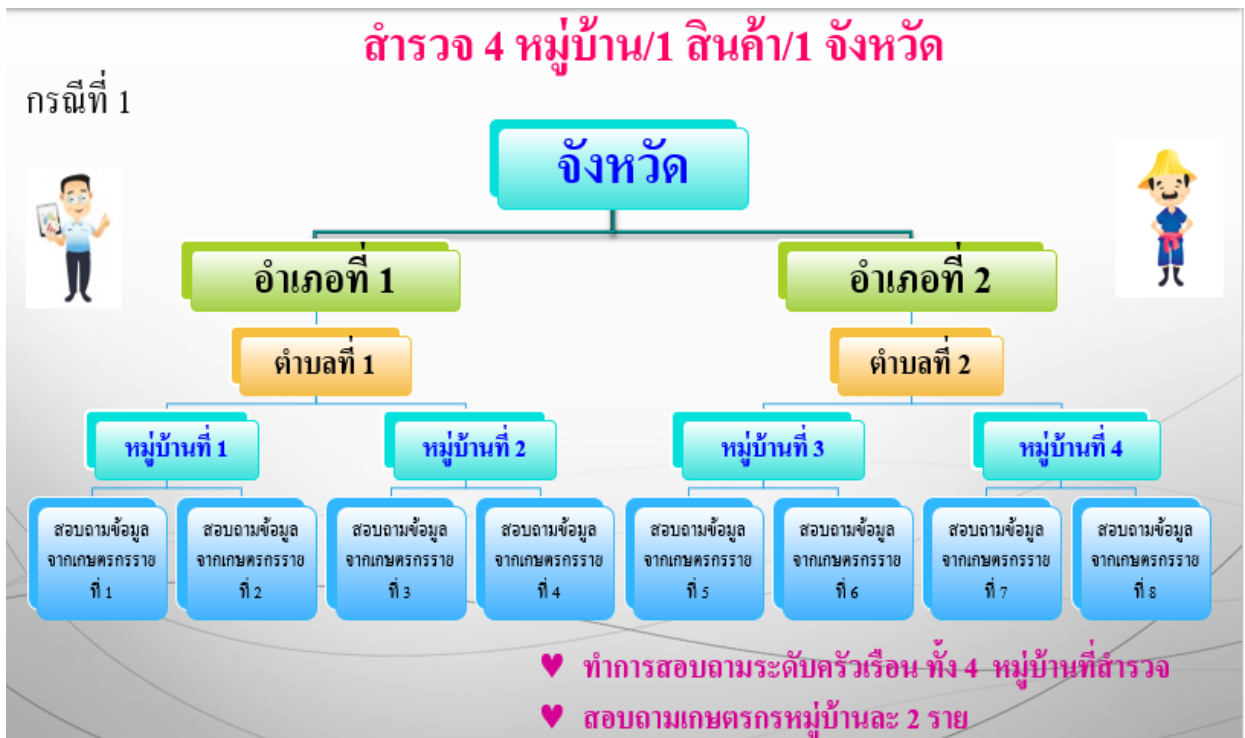 สำรวจ 4 หมู่บ้าน/1 สินค้า/1 จังหวัด
กรณีที่ 1
จังหวัด
อำเภอที่ 1
อำเภอที่ 2
ตำบลที่ 1
ตำบลที่ 2
หมู่บ้านที่ 1
หมู่บ้านที่ 2
หมู่บ้านที่ 3
หมู่บ้านที่ 4
สอบถามข้อมูล
จากเกษตรกรราย
ที่ 1
สอบถามข้อมูล
จากเกษตรกรราย
ที่ 2
สอบถามข้อมูล
จากเกษตรกรราย
ที่ 3
สอบถามข้อมูล
จากเกษตรกรราย
ที่ 4
สอบถามข้อมูล
จากเกษตรกรราย
ที่ 5
สอบถามข้อมูล
จากเกษตรกรราย
ที่ 6
สอบถามข้อมูล
จากเกษตรกรราย
ที่ 7
สอบถามข้อมูล
จากเกษตรกรราย
ที่ 8
♥ ทำการสอบถามระดับครัวเรือน ทั้ง 4 หมู่บ้านที่สำรวจ
♥ สอบถามเกษตรกรหมู่บ้านละ 2 ราย